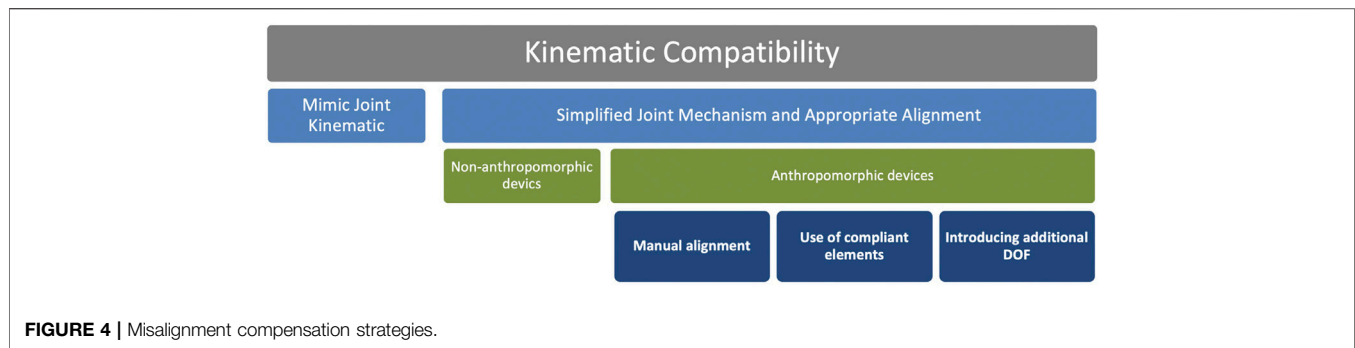 Kinematic Compatibility
Mimic Joint
Kinematic
Simplified Joint Mechanism and Appropriate Alignment
Non-anthropomorphic
devics
Anthropomorphic devices
Manual alignment
Use of compliant
elements
Introducing additional
DOF
FIGURE 4 | Misalignment compensation strategies.